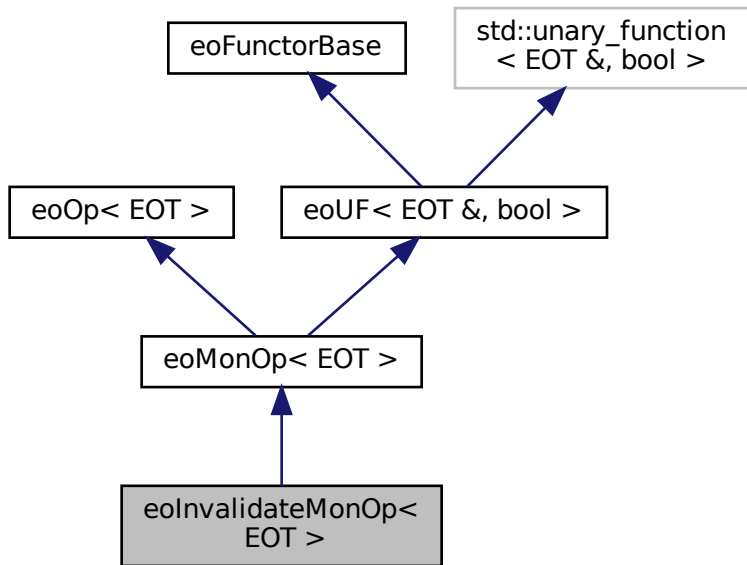 eoFunctorBase
std::unary_function
< EOT &, bool >
eoOp< EOT >
eoUF< EOT &, bool >
eoMonOp< EOT >
eoInvalidateMonOp<
EOT >